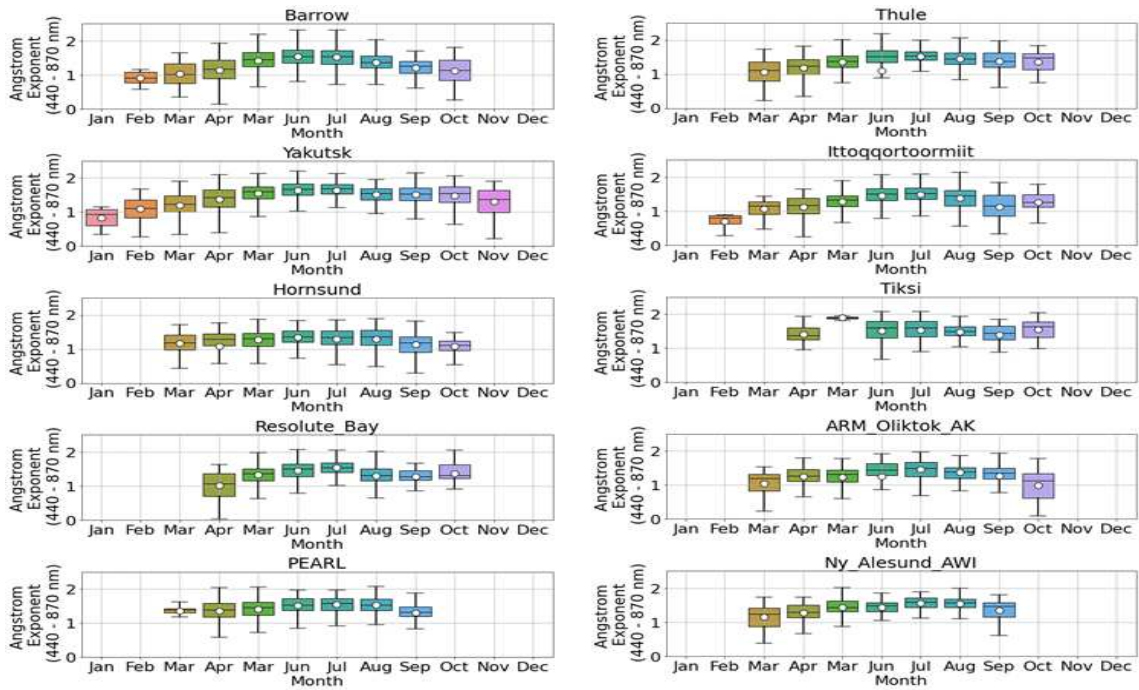 Barrow
Angstrom
Exponent
(440 - 870 nm)
2
1
0
Jan Feb Mar Apr Mar Jun Jul Aug Sep Oct Nov Dec
Month
Thule
Angstrom
Exponent
(440 - 870 nm)
2
1
0
Jan Feb Mar Apr Mar Jun Jul Aug Sep Oct Nov Dec
Month
Yakutsk
Angstrom
Exponent
(440 - 870 nm)
2
1
0
Jan Feb Mar Apr Mar Jun Jul Aug Sep Oct Nov Dec
Month
Ittoqqortoormiit
Angstrom
Exponent
(440 - 870 nm)
2
1
0
Jan Feb Mar Apr Mar Jun Jul Aug Sep Oct Nov Dec
Month
Hornsund
Angstrom
Exponent
(440 - 870 nm)
2
1
0
Jan Feb Mar Apr Mar Jun Jul Aug Sep Oct Nov Dec
Month
Tiksi
Angstrom
Exponent
(440 - 870 nm)
2
1
0
Jan Feb Mar Apr Mar Jun Jul Aug Sep Oct Nov Dec
Month
Resolute_Bay
Angstrom
Exponent
(440 - 870 nm)
2
1
0
Jan Feb Mar Apr Mar Jun Jul Aug Sep Oct Nov Dec
Month
ARM_Oliktok_AK
Angstrom
Exponent
(440 - 870 nm)
2
1
0
Jan Feb Mar Apr Mar Jun Jul Aug Sep Oct Nov Dec
Month
PEARL
Angstrom
Exponent
(440 - 870 nm)
2
1
0
Jan Feb Mar Apr Mar Jun Jul Aug Sep Oct Nov Dec
Month
Ny_Alesund_AWI
Angstrom
Exponent
(440 - 870 nm)
2
1
0
Jan Feb Mar Apr Mar Jun Jul Aug Sep Oct Nov Dec
Month